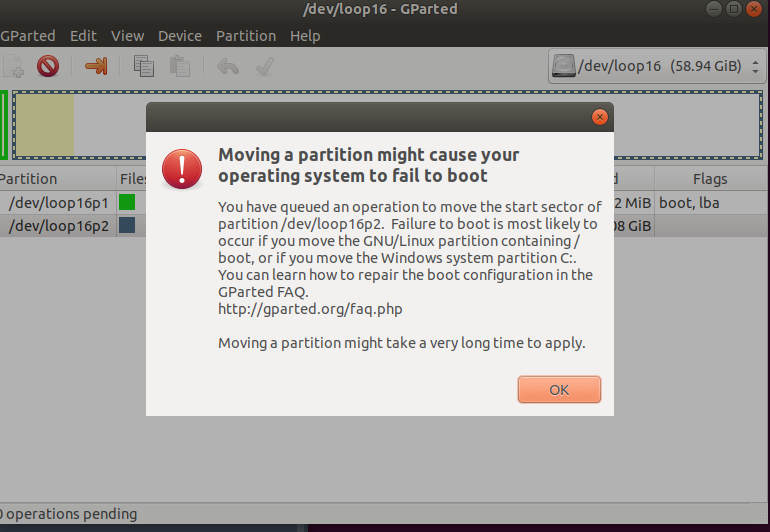 /dev/loop16 - GParted
GParted Edit View Device Partition Help
/dev/loop16 (58.94 GiB)
Moving a partition might cause your
operating system to fail to boot
You have queued an operation to move the start sector of
partition /dev/loop16p2. Failure to boot is most likely to
occur if you move the GNU/Linux partition containing /
boot, or if you move the Windows system partition C:.
You can learn how to repair the boot configuration in the
GParted FAQ.
http://gparted.org/faq.php
Moving a partition might take a very long time to apply.
OK
Partition Files d Flags
/dev/loop16p1 2 MiB boot, lba
/dev/loop16p2 08 GiB
0 operations pending